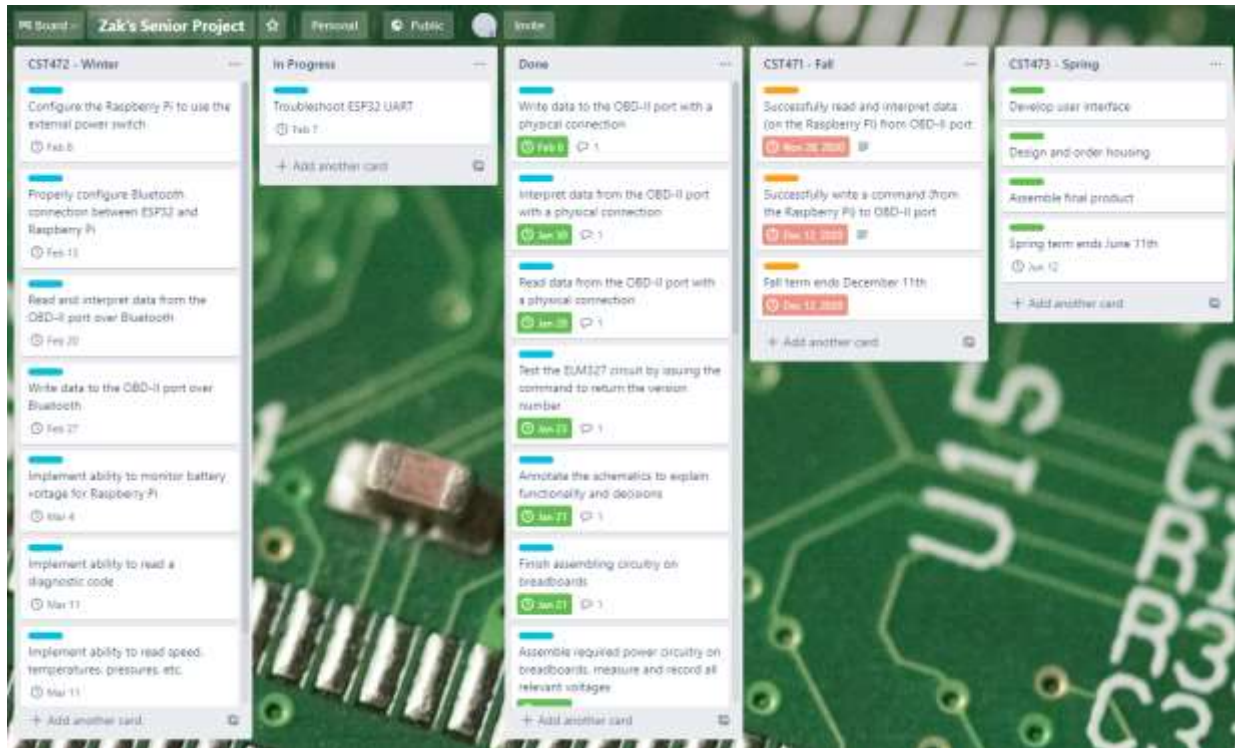 Board
Zak's Senior Project
Personal
Public
Invite
CST472 - Winter
Configure the Raspberry Pi to use the
external power switch
Feb 6
Properly configure Bluetooth
connection between ESP32 and
Raspberry Pi
Feb 13
Read and interpret data from the
OBD-II port over Bluetooth
Feb 20
Write data to the OBD-II port over
Bluetooth
Feb 27
Implement ability to monitor battery
voltage for Raspberry Pi
Mar 4
Implement ability to read a
diagnostic code
Mar 11
Implement ability to read speed,
temperatures, pressures, etc.
Mar 11
+ Add another card
In Progress
Troubleshoot ESP32 UART
Feb 7
+ Add another card
Done
Write data to the OBD-II port with a
physical connection
Feb 6 1
Interpret data from the OBD-II port
with a physical connection
Jan 30 1
Read data from the OBD-II port with
a physical connection
Jan 28 1
Test the ELM327 circuit by issuing the
command to return the version
number
Jan 23 1
Annotate the schematics to explain
functionality and decisions
Jan 21 1
Finish assembling circuitry on
breadboards
Jan 21 1
Assemble required power circuitry on
breadboards, measure and record all
relevant voltages
+ Add another card
CST471 - Fall
Successfully read and interpret data
(on the Raspberry Pi) from OBD-II port
Nov 28, 2020
Successfully write a command (from
the Raspberry Pi) to OBD-II port
Dec 12, 2020
Fall term ends December 11th
Dec 12, 2020
+ Add another card
CST473 - Spring
Develop user interface
Design and order housing
Assemble final product
Spring term ends June 11th
Jun 12
+ Add another card
U15